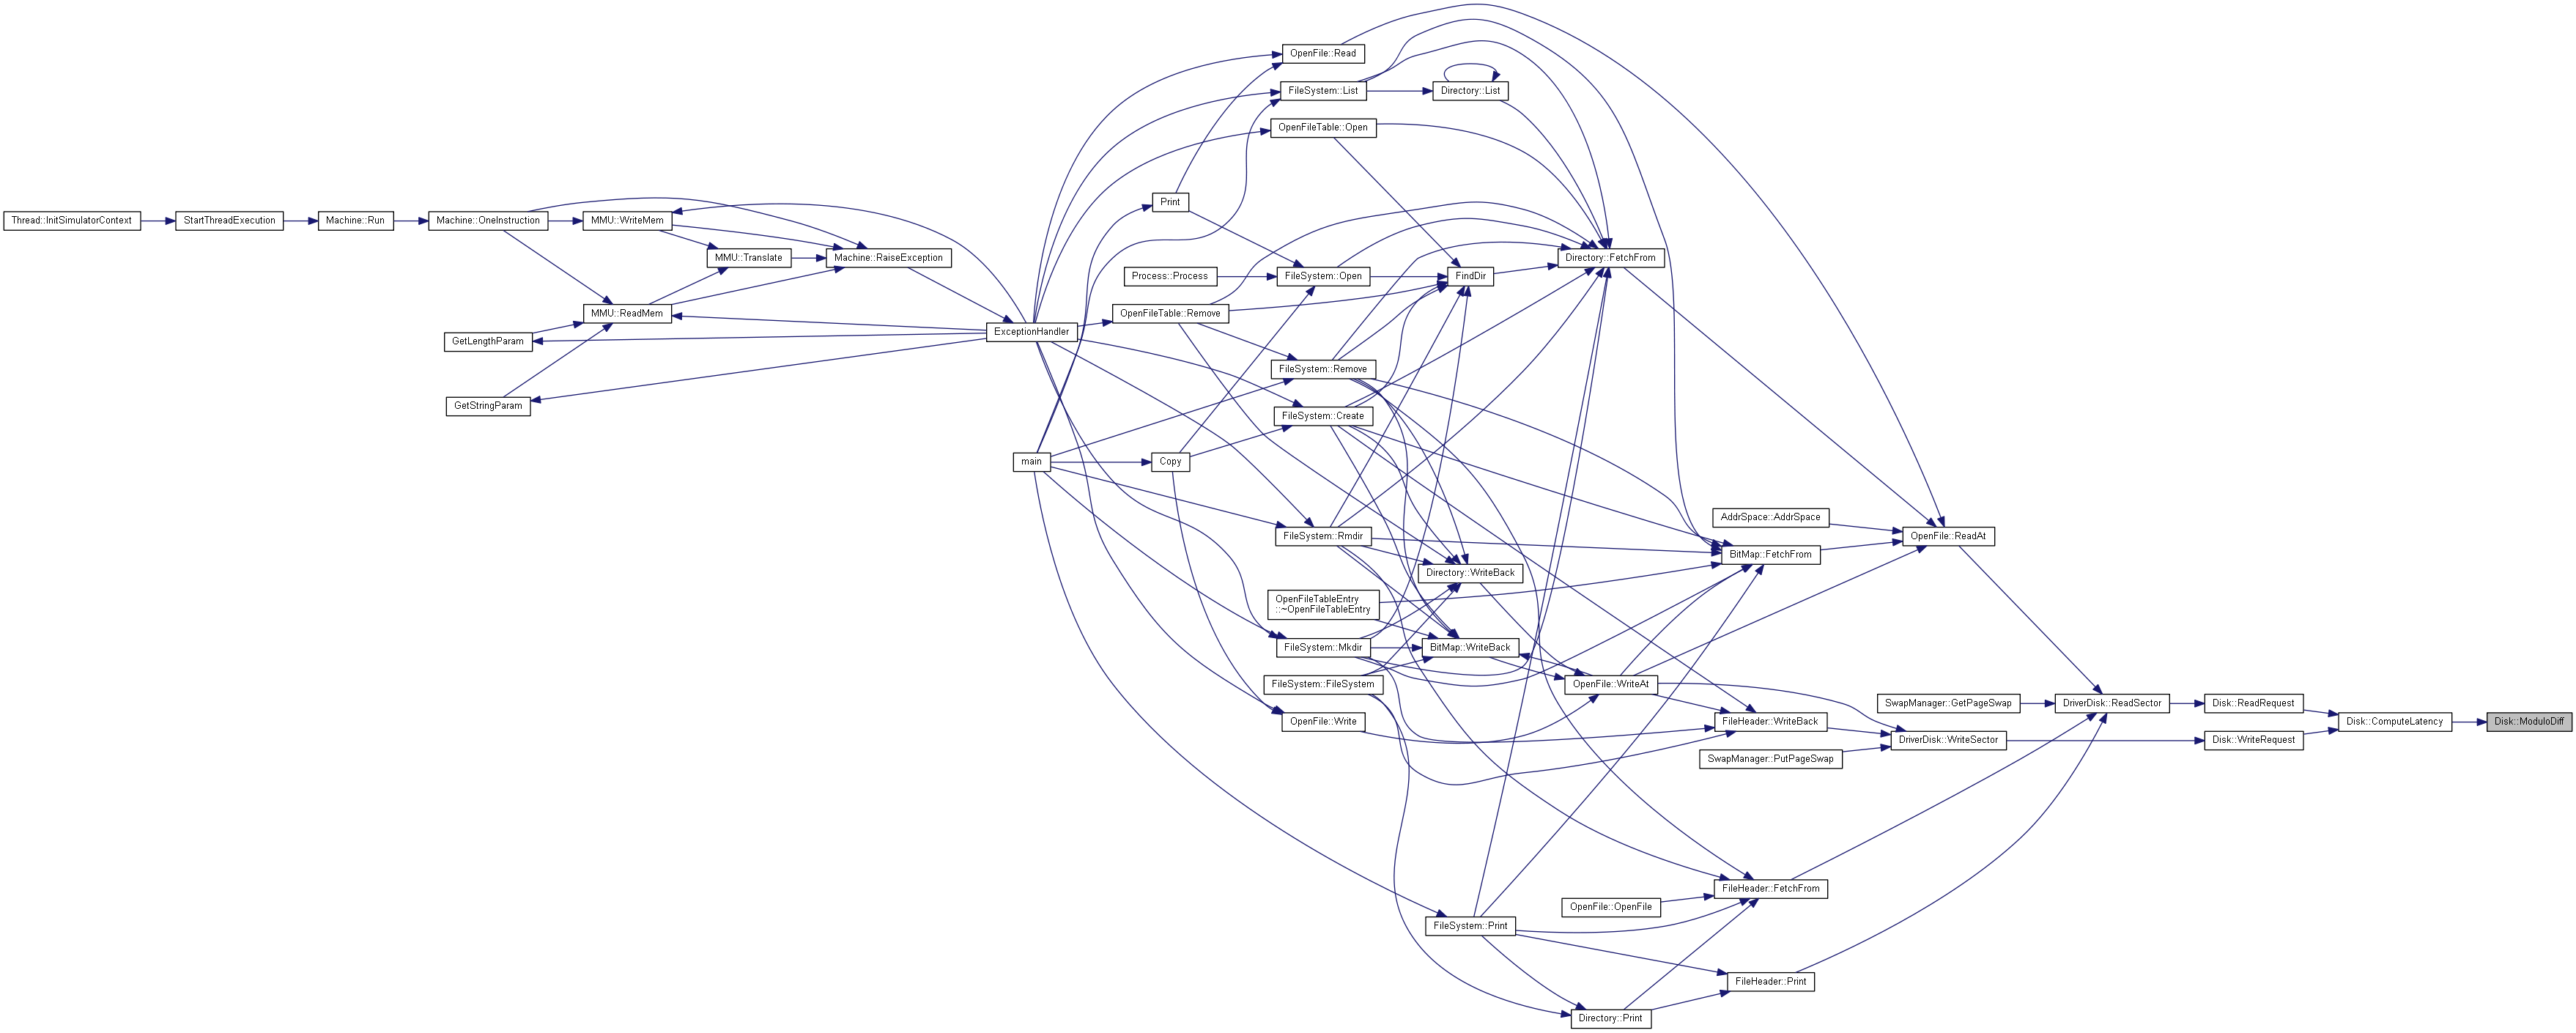 OpenFile::Read
FileSystem::List
Directory::List
OpenFileTable::Open
Print
Thread::InitSimulatorContext
StartThreadExecution
Machine::Run
Machine::OneInstruction
MMU::WriteMem
MMU::Translate
Machine::RaiseException
Directory::FetchFrom
Process::Process
FileSystem::Open
FindDir
MMU::ReadMem
OpenFileTable::Remove
ExceptionHandler
GetLengthParam
FileSystem::Remove
GetStringParam
FileSystem::Create
main
Copy
AddrSpace::AddrSpace
FileSystem::Rmdir
OpenFile::ReadAt
BitMap::FetchFrom
Directory::WriteBack
OpenFileTableEntry
::~OpenFileTableEntry
FileSystem::Mkdir
BitMap::WriteBack
FileSystem::FileSystem
OpenFile::WriteAt
SwapManager::GetPageSwap
DriverDisk::ReadSector
Disk::ReadRequest
OpenFile::Write
FileHeader::WriteBack
Disk::ComputeLatency
Disk::ModuloDiff
DriverDisk::WriteSector
Disk::WriteRequest
SwapManager::PutPageSwap
FileHeader::FetchFrom
OpenFile::OpenFile
FileSystem::Print
FileHeader::Print
Directory::Print